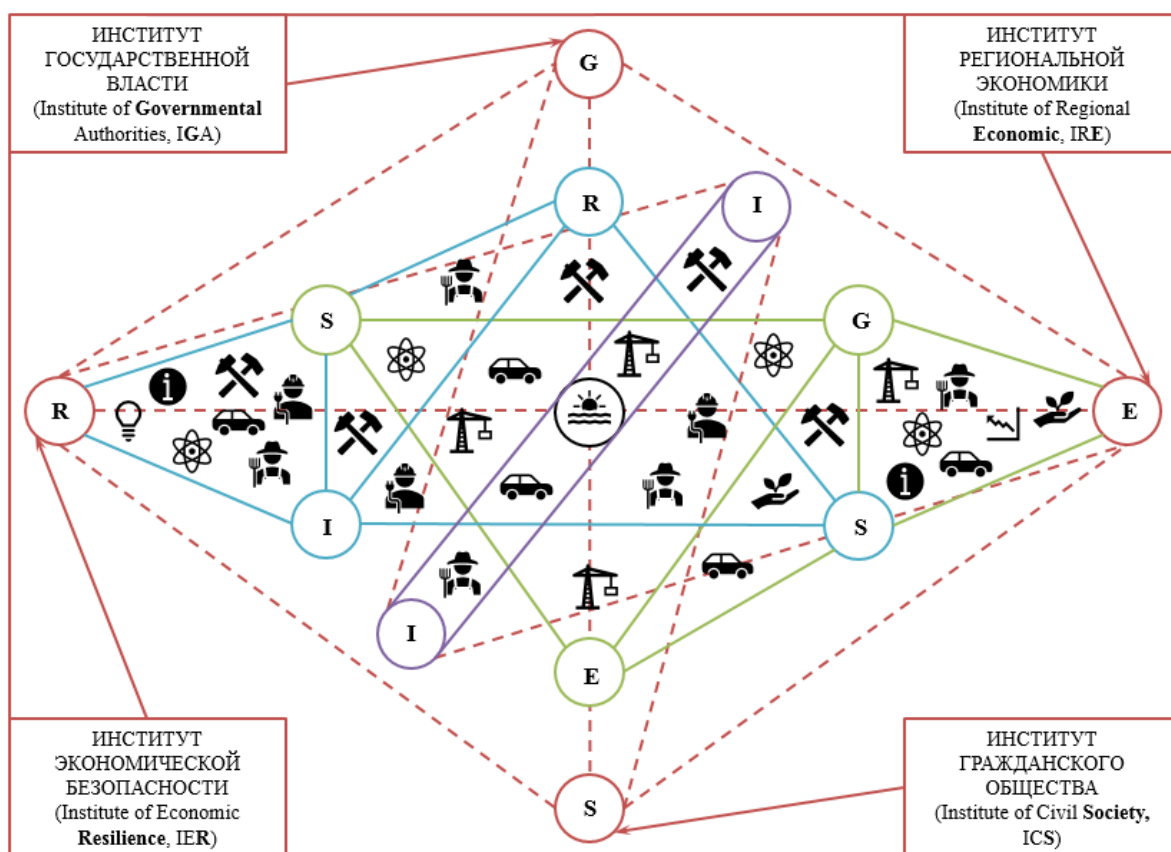 ИНСТИТУТ
ГОСУДАРСТВЕННОЙ
ВЛАСТИ
(Institute of Governmental
Authorities, IGA)
G
ИНСТИТУТ
РЕГИОНАЛЬНОЙ
ЭКОНОМИКИ
(Institute of Regional
Economic, IRE)
R
I
S
G
R
E
I
S
I
E
ИНСТИТУТ
ЭКОНОМИЧЕСКОЙ
БЕЗОПАСНОСТИ
(Institute of Economic
Resilience, IER)
S
ИНСТИТУТ
ГРАЖДАНСКОГО
ОБЩЕСТВА
(Institute of Civil Society,
ICS)